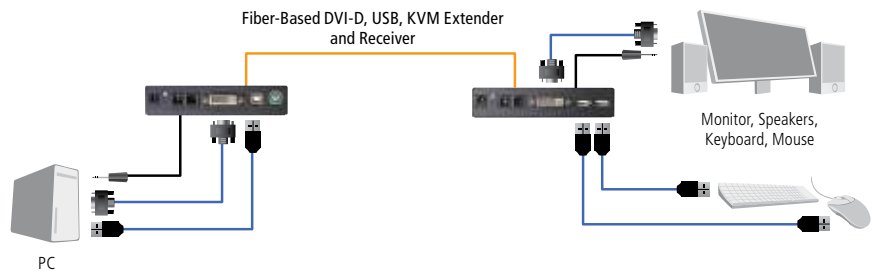 Fiber-Based DVI-D, USB, KVM Extender
and Receiver
Monitor, Speakers,
Keyboard, Mouse
PC